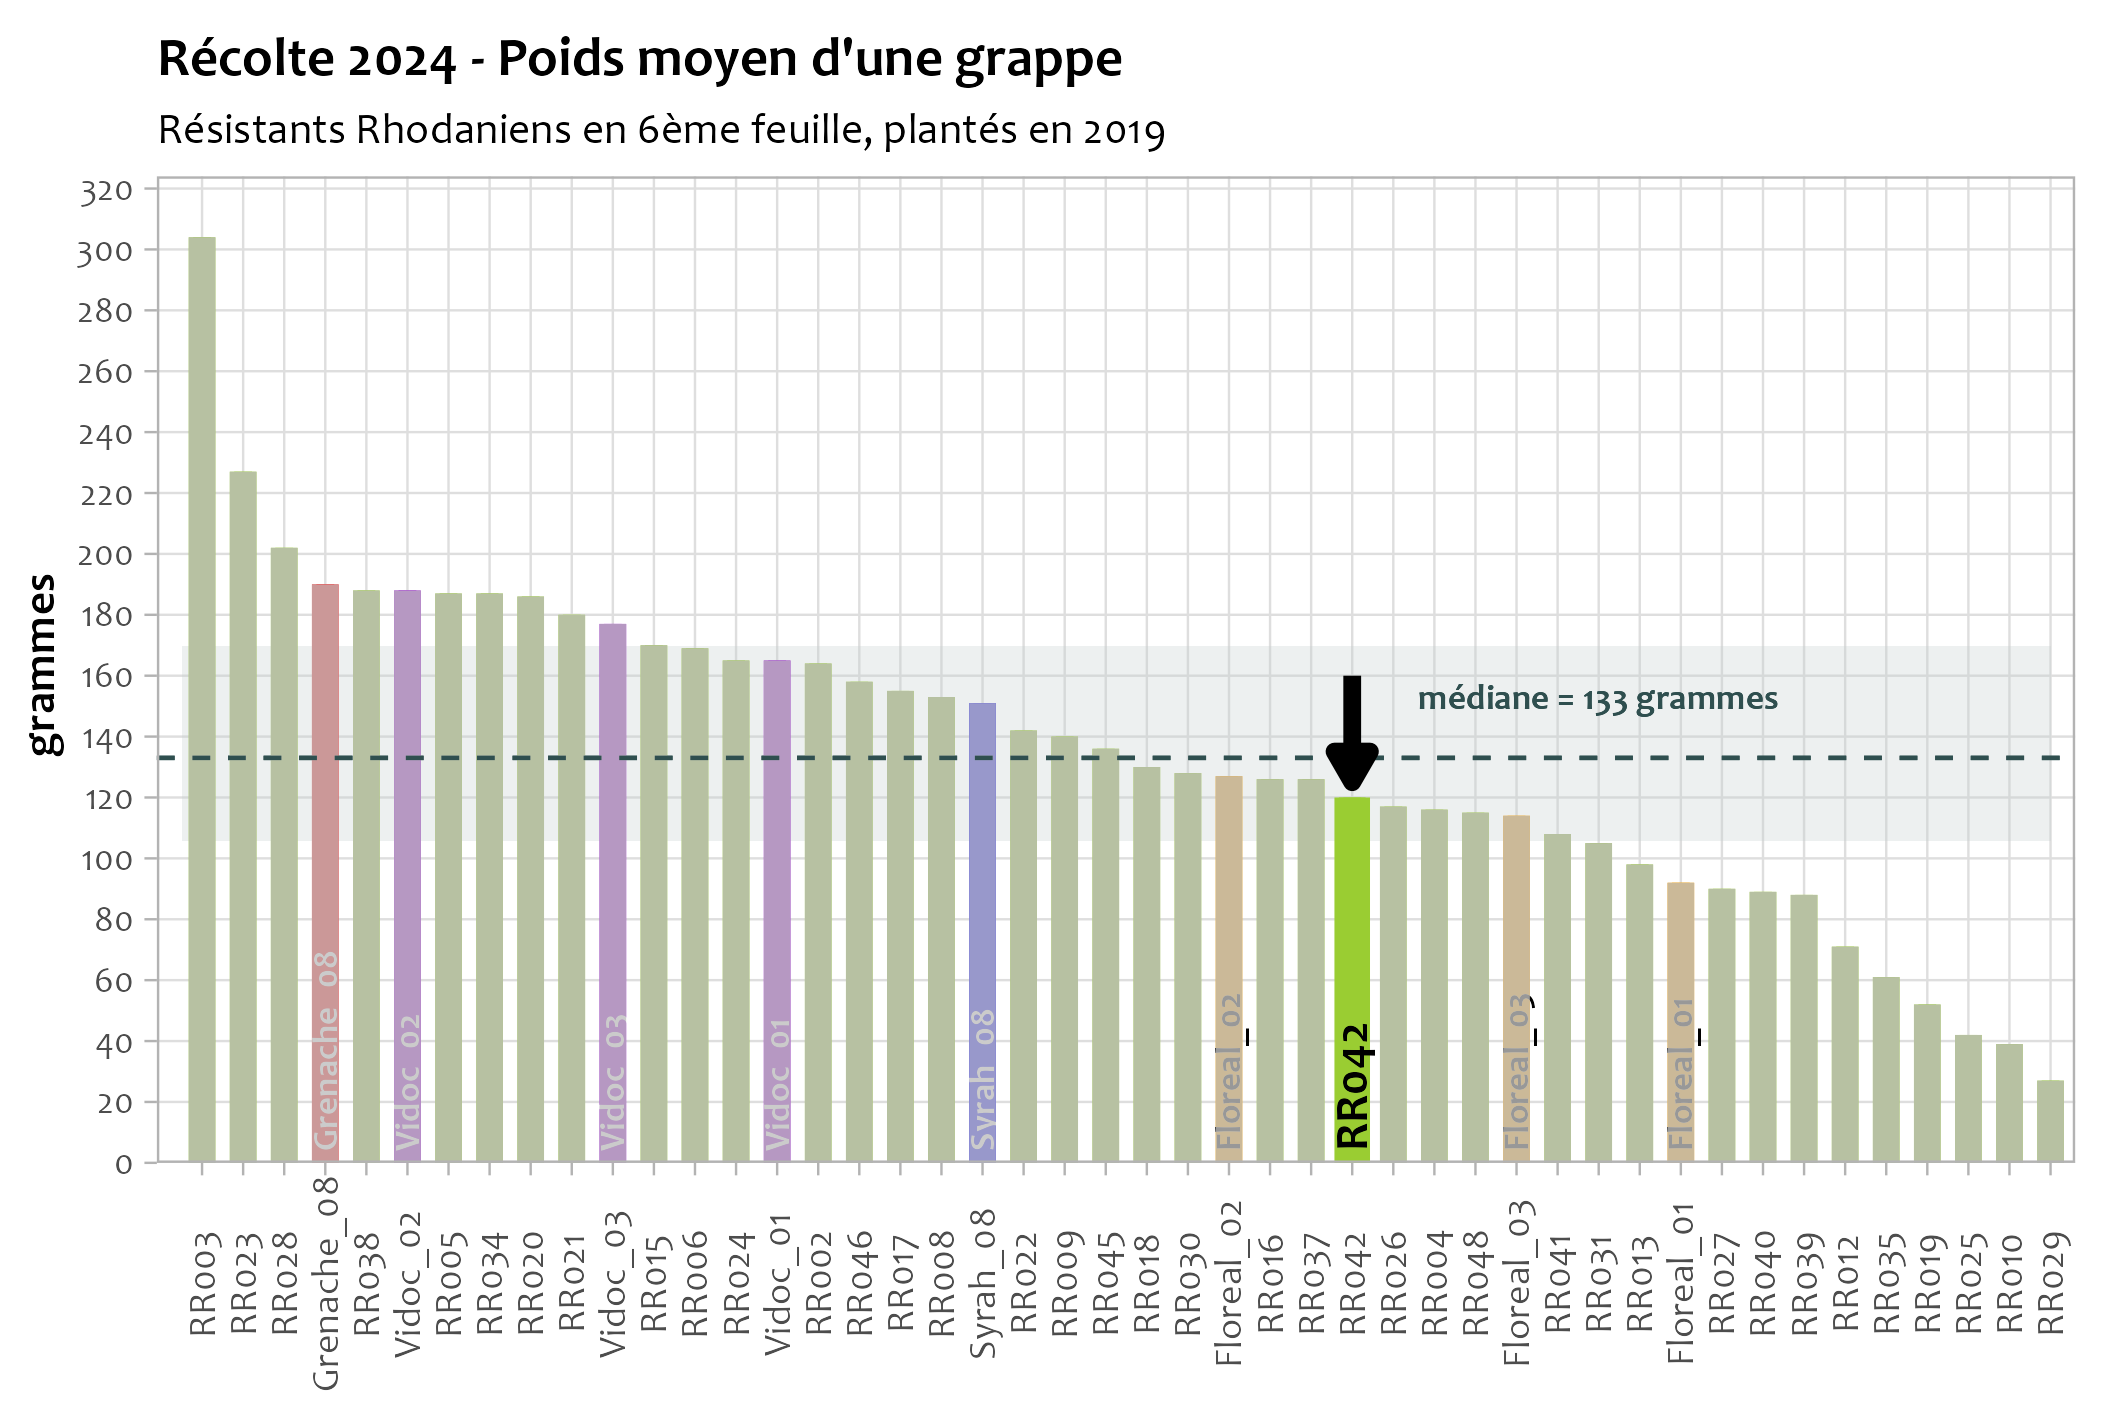 Récolte 2024 - Poids moyen d'une grappe
Résistants Rhodaniens en 6ème feuille, plantés en 2019
320
300
280
260
240
220
200
180
160
140
120
100
80
60
40
20
0
grammes
médiane = 133 grammes
Grenache_08
Vidoc_02
Vidoc_03
Vidoc_01
Syrah_08
Floreal_02
RR042
Floreal_03
Floreal_01
RR003
RR023
RR028
Grenache_08
RR038
Vidoc_02
RR005
RR034
RR020
RR021
Vidoc_03
RR015
RR006
RR024
Vidoc_01
RR002
RR046
RR017
RR008
Syrah_08
RR022
RR009
RR045
RR018
RR030
Floreal_02
RR016
RR037
RR042
RR026
RR004
RR048
Floreal_03
RR041
RR031
RR013
Floreal_01
RR027
RR040
RR039
RR012
RR035
RR019
RR025
RR010
RR029